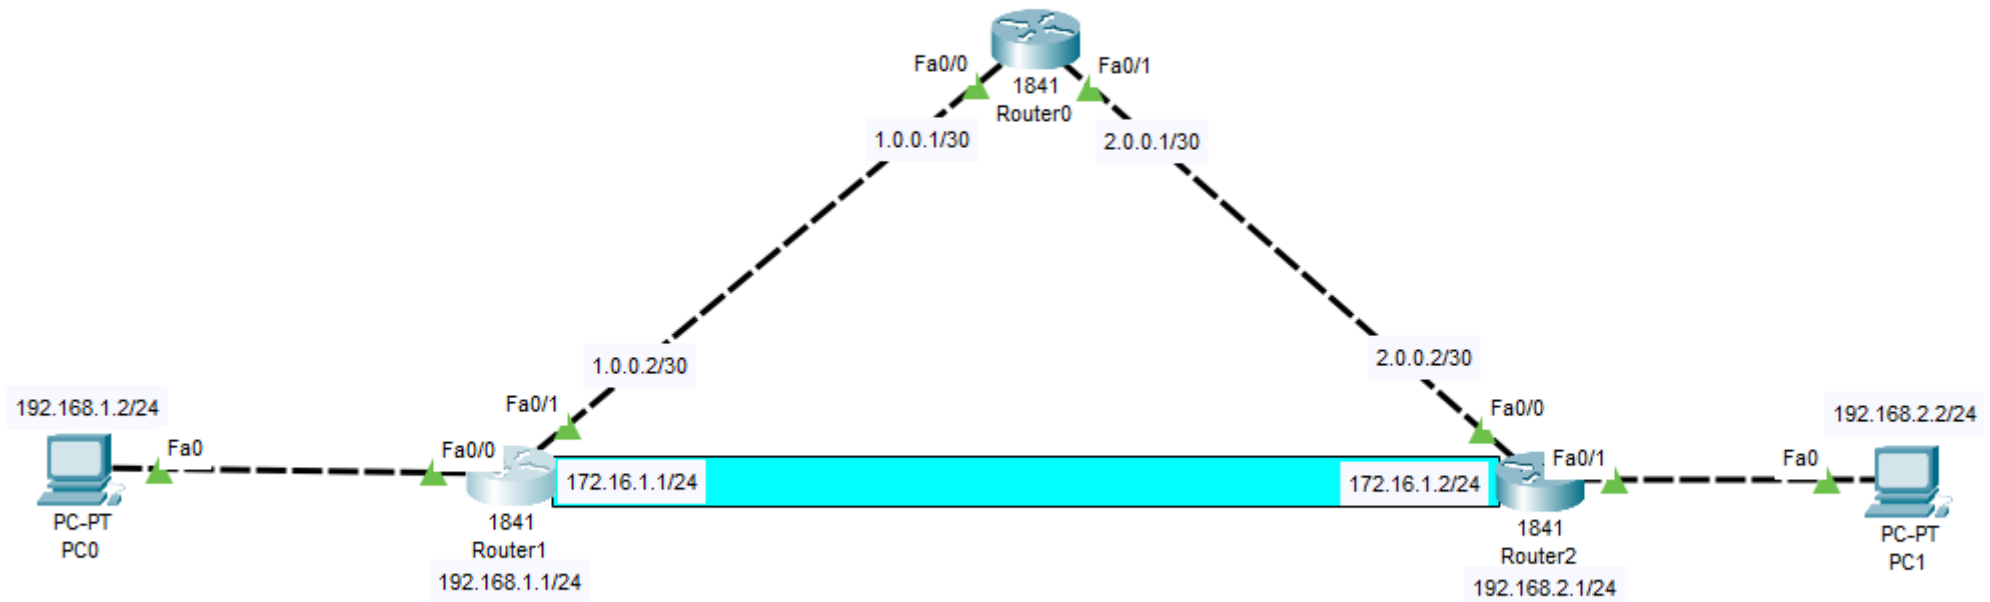 Fa0/0
Fa0/1
1841
Router0
1.0.0.1/30
2.0.0.1/30
1.0.0.2/30
2.0.0.2/30
192.168.1.2/24
Fa0/1
Fa0/0
192.168.2.2/24
Fa0
Fa0/0
172.16.1.1/24
172.16.1.2/24
Fa0/1
Fa0
PC-PT
PC0
1841
Router1
192.168.1.1/24
1841
Router2
192.168.2.1/24
PC-PT
PC1